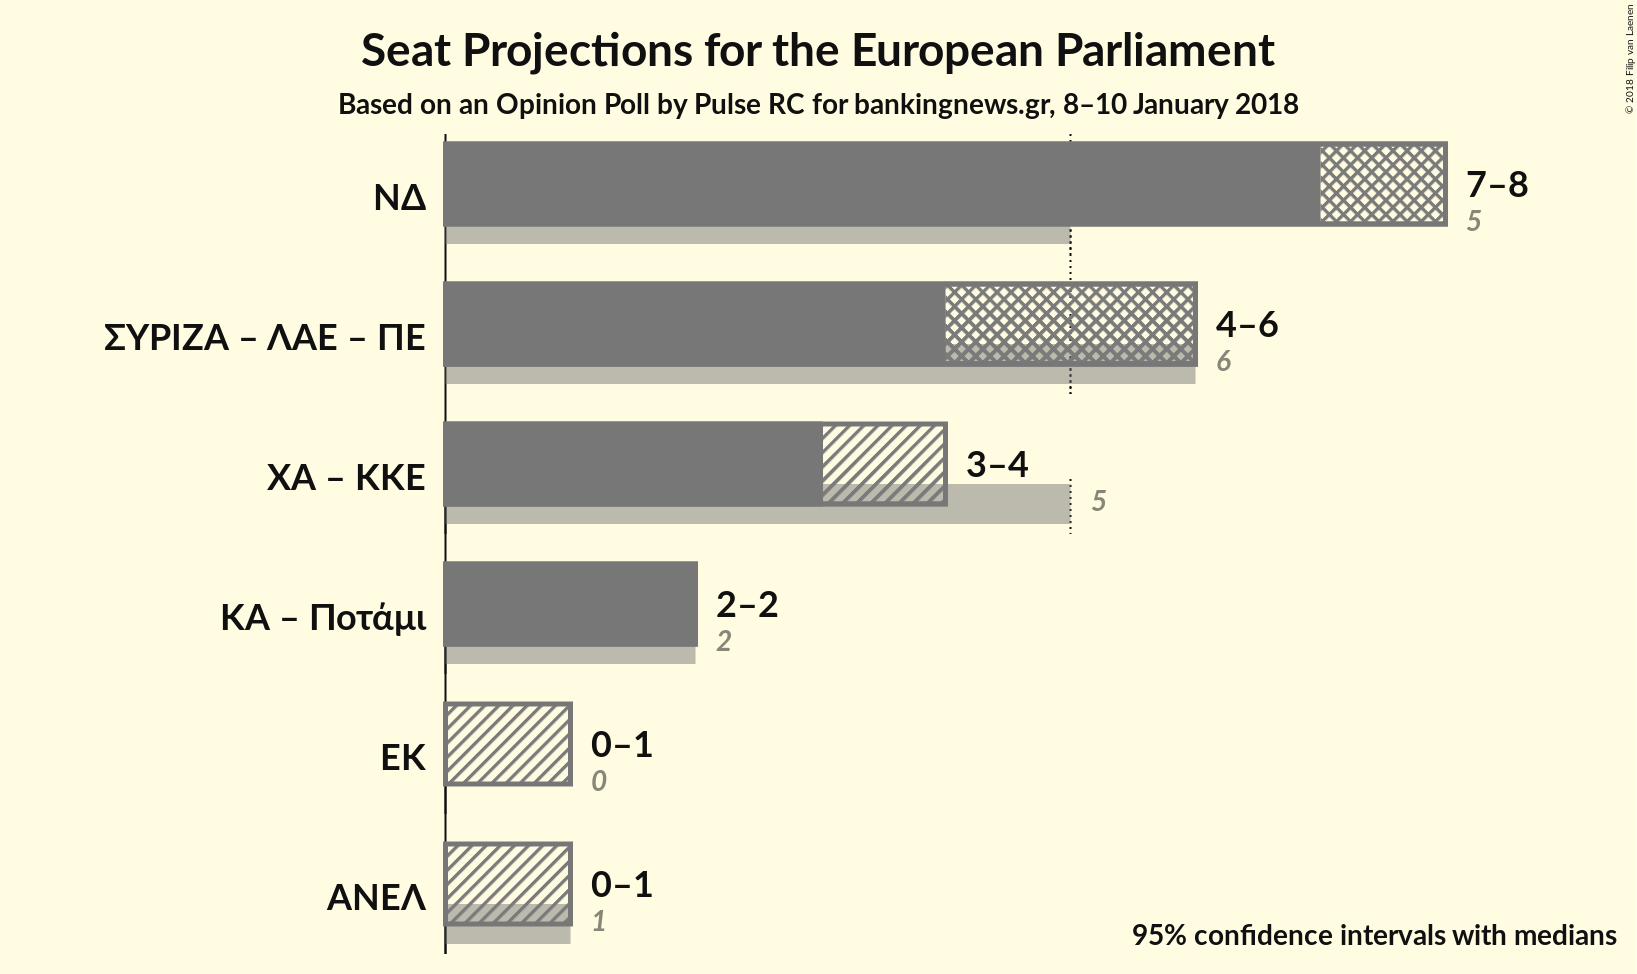 Seat Projections for the European Parliament
Based on an Opinion Poll by Pulse RC for bankingnews.gr, 8–10 January 2018
© 2018 Filip van Laenen
ΝΔ
7–8
5
ΣΥΡΙΖΑ – ΛΑΕ – ΠΕ
4–6
6
ΧΑ – ΚΚΕ
3–4
5
ΚΑ – Ποτάμι
2–2
2
ΕΚ
0–1
0
ΑΝΕΛ
0–1
1
95% confidence intervals with medians